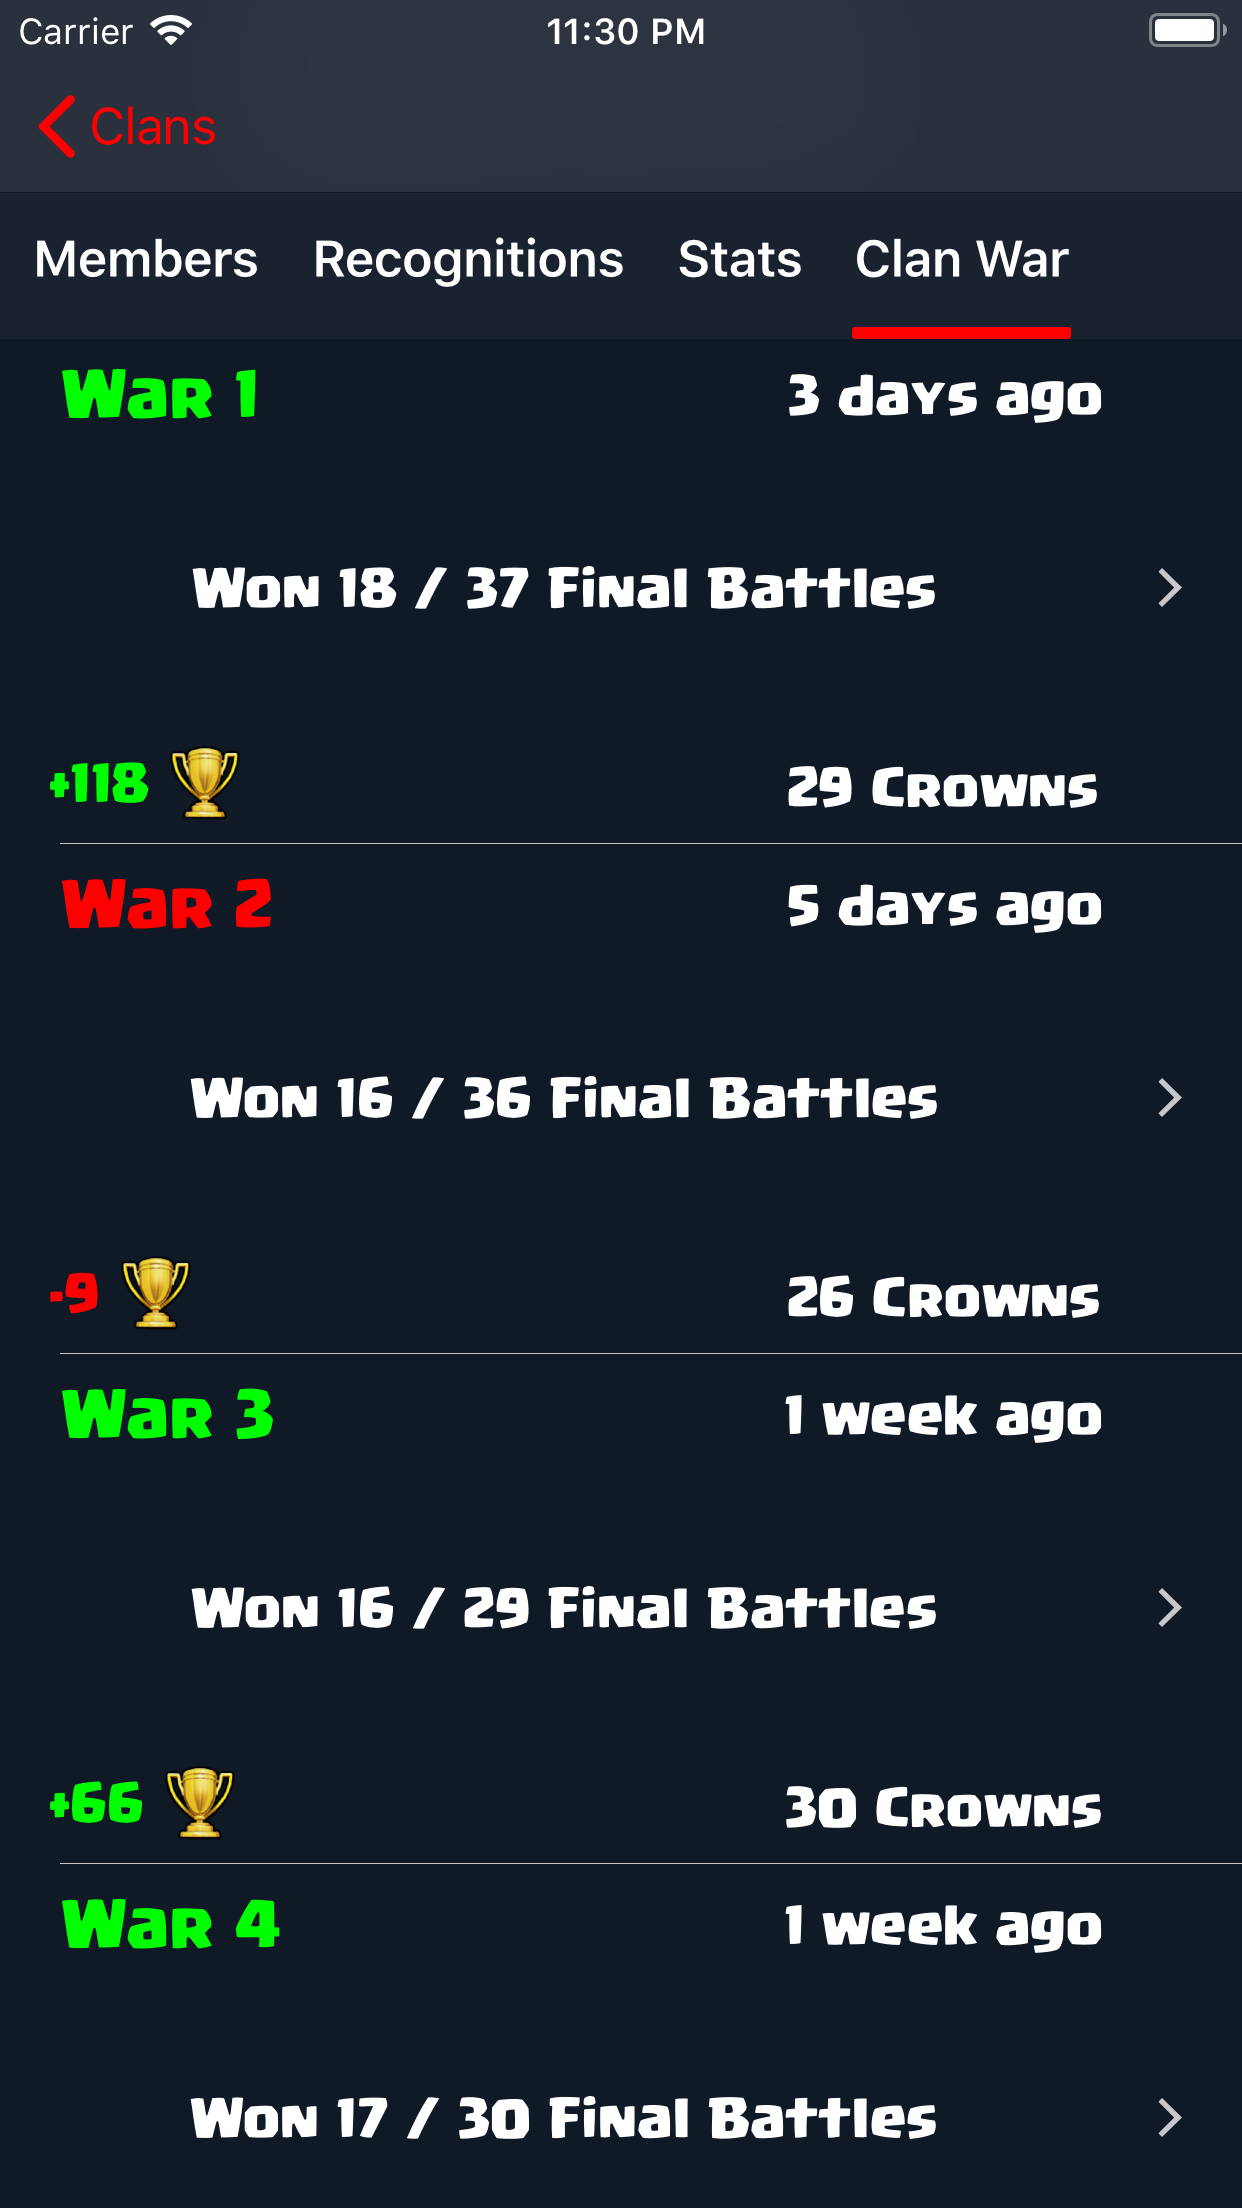 Carrier 11:30 PM
Clans
Members Recognitions Stats Clan War
War 1 3 days ago
Won 18 / 37 Final Battles
+118 29 Crowns
War 2 5 days ago
Won 16 / 36 Final Battles
-9 26 Crowns
War 3 1 week ago
Won 16 / 29 Final Battles
+66 30 Crowns
War 4 1 week ago
Won 17 / 30 Final Battles